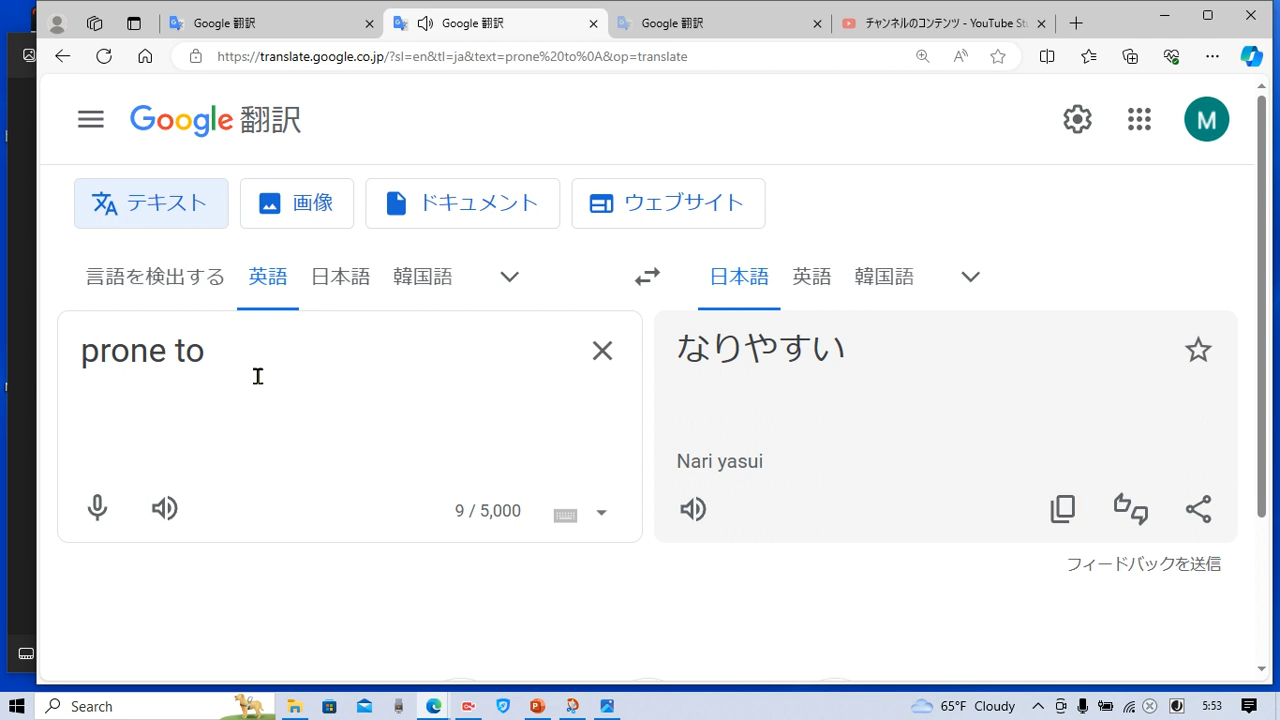 Google 翻訳
Google 翻訳
Google 翻訳
チャンネルのコンテンツ - YouTube Stu
https://translate.google.co.jp/?sl=en&tl=ja&text=prone%20to%0A&op=translate
Google 翻訳
M
テキスト
画像
ドキュメント
ウェブサイト
言語を検出する 英語 日本語 韓国語
日本語 英語 韓国語
prone to
なりやすい
Nari yasui
9 / 5,000
フィードバックを送信
Search
65°F Cloudy
5:53